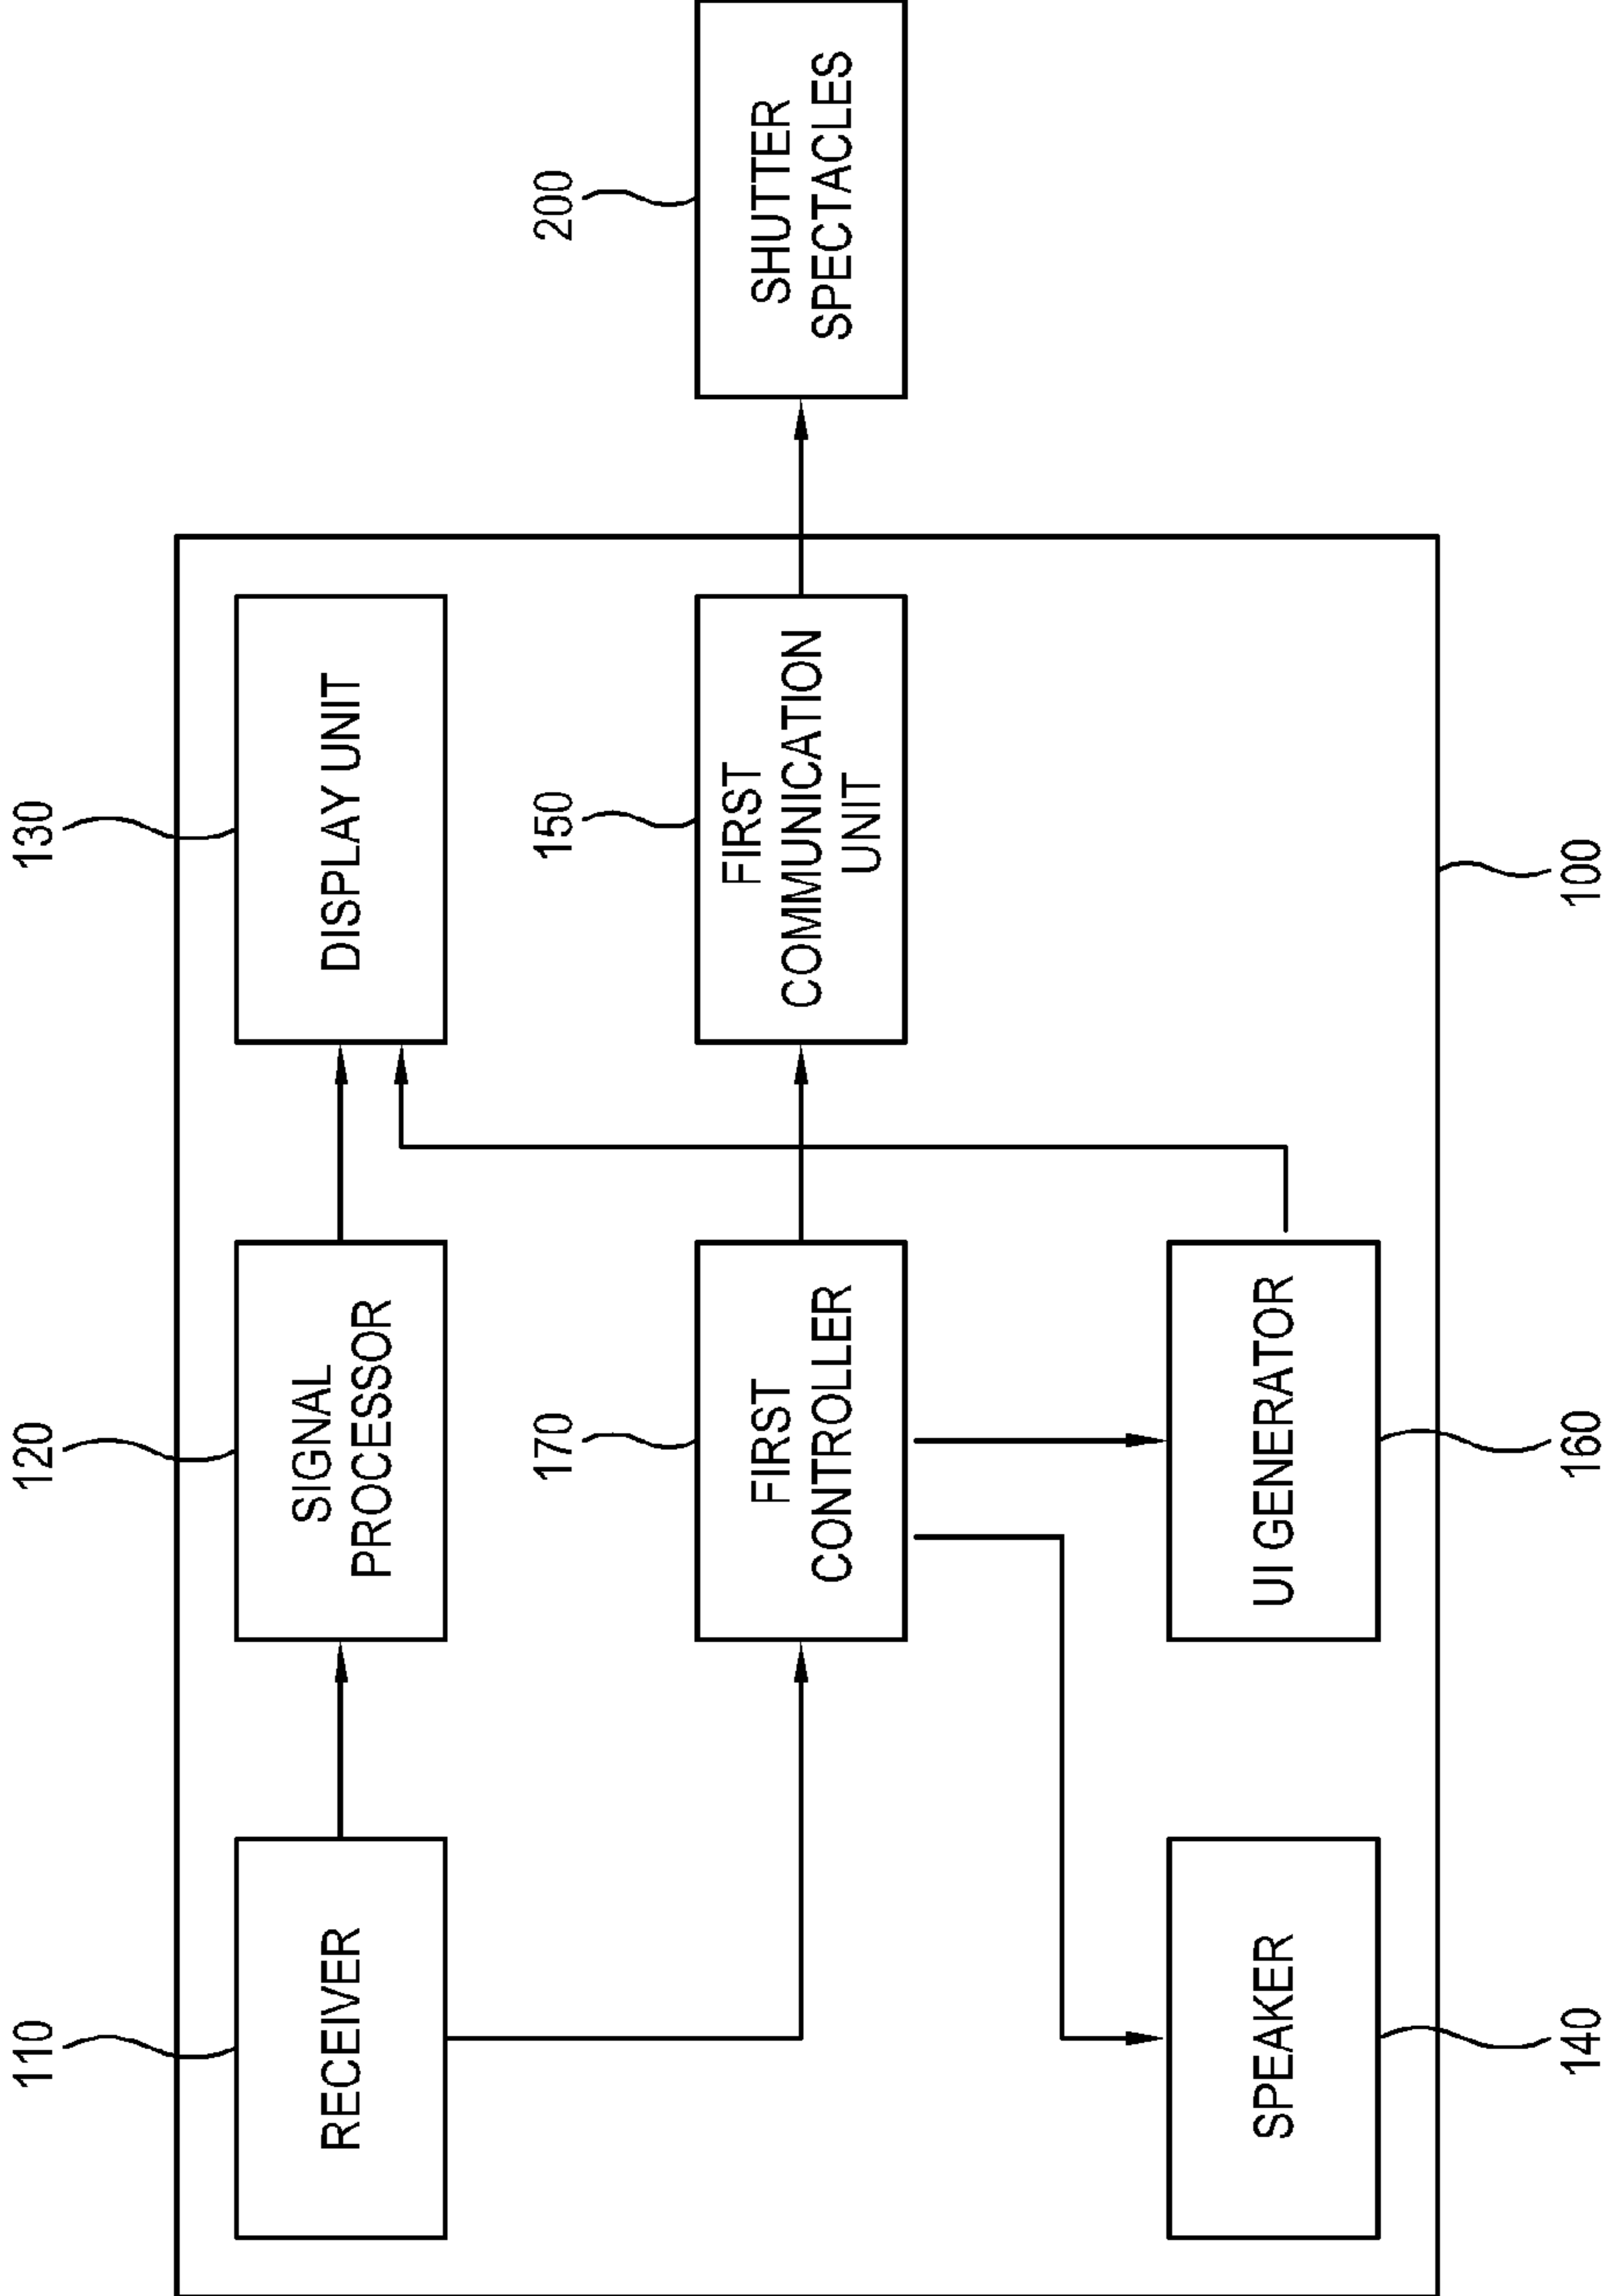 110
120
130
RECEIVER
SIGNAL
PROCESSOR
DISPLAY UNIT
170
150
200
FIRST
CONTROLLER
FIRST
COMMUNICATION
UNIT
SHUTTER
SPECTACLES
SPEAKER
UI GENERATOR
140
160
100